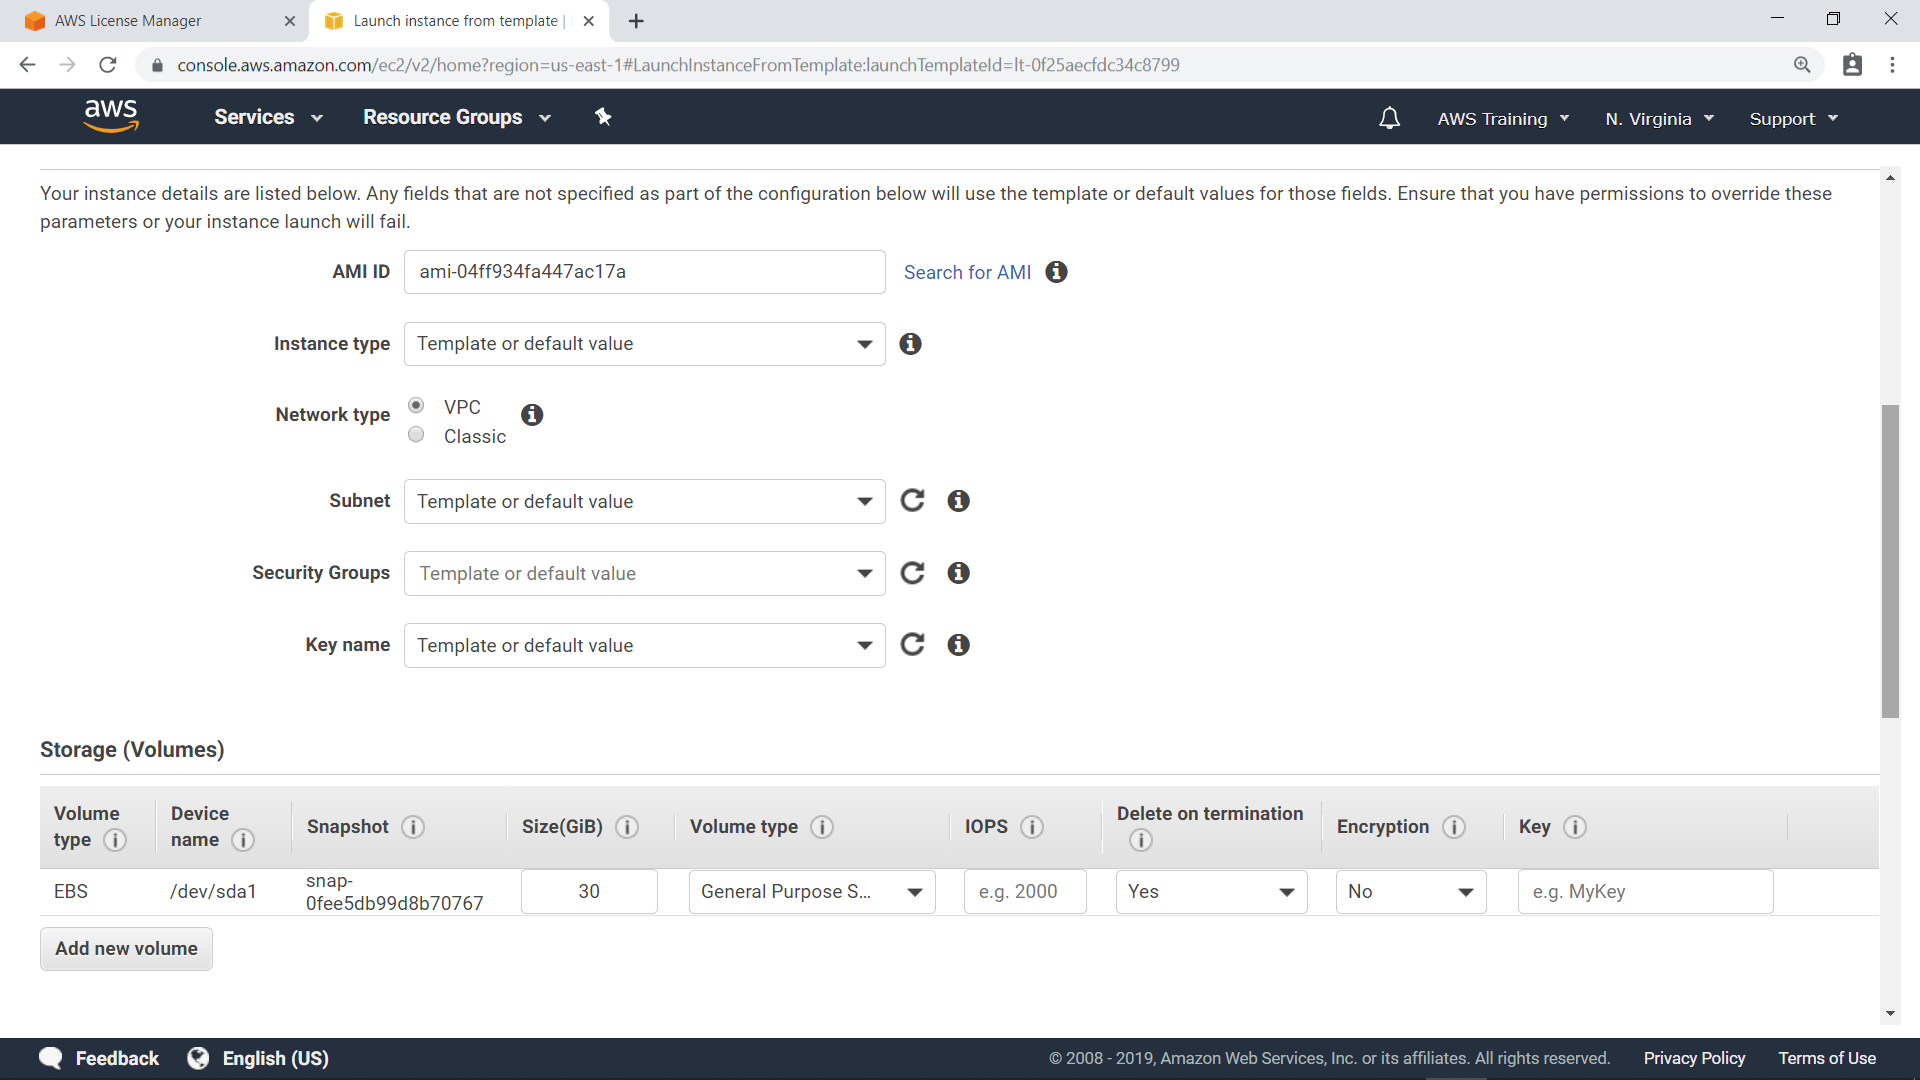 AWS License Manager
Launch instance from template |
console.aws.amazon.com/ec2/v2/home?region=us-east-1#LaunchInstanceFromTemplate:launchTemplateId=lt-0f25aecfdc34c8799
aws Services Resource Groups AWS Training N. Virginia Support
Your instance details are listed below. Any fields that are not specified as part of the configuration below will use the template or default values for those fields. Ensure that you have permissions to override these
parameters or your instance launch will fail.
AMI ID ami-04ff934fa447ac17a Search for AMI
Instance type Template or default value
Network type VPC
Classic
Subnet Template or default value
Security Groups Template or default value
Key name Template or default value
Storage (Volumes)
Volume type Device name Snapshot Size(GiB) Volume type IOPS Delete on termination Encryption Key
EBS /dev/sda1 snap-0fee5db99d8b70767 30 General Purpose S... e.g. 2000 Yes No e.g. MyKey
Add new volume
Feedback English (US) © 2008 - 2019, Amazon Web Services, Inc. or its affiliates. All rights reserved. Privacy Policy Terms of Use